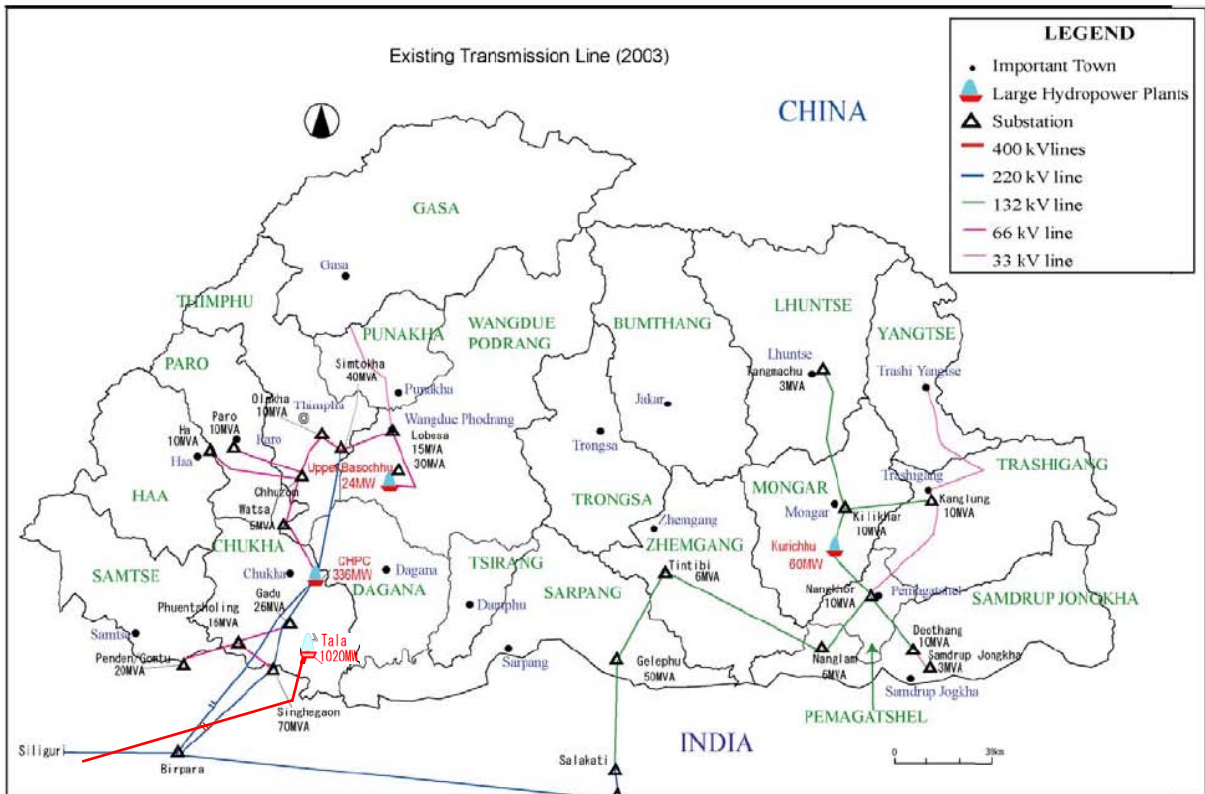 Existing Transmission Line (2003)
LEGEND
Important Town
Large Hydropower Plants
Substation
400 kVlines
220 kV line
132 kV line
66 kV line
33 kV line
CHINA
GASA
Gasa
THIMPHU
PUNAKHA
WANGDUE
PODRANG
BUMTHANG
LHUNTSE
YANGTSE
PARO
Simtokha
40MVA
Punakha
Lhuntse
Tangmachu
3MVA
Trashi Yangtse
Olakha
10MVA
Thimphu
Jakar
Paro
10MVA
Ha
10MVA
Paro
Haa
Wangdue Phodrang
Lobesa
15MVA
30MVA
Trongsa
Upper Basochhu
24MW
TRASHIGANG
Trashigang
HAA
Chhuzom
TRONGSA
MONGAR
Mongar
Kanglung
10MVA
Watsa
5MVA
Kilikhar
10MVA
CHUKHA
Zhemgang
ZHEMGANG
Kurichhu
60MW
CHPC
336MW
Dagana
TSIRANG
Tintibi
6MVA
SAMTSE
Chukha
DAGANA
SARPANG
Nangkhor
10MVA
Pemagatshel
SAMDRUP JONGKHA
Gadu
26MVA
Phuentsholing
16MVA
Damphu
Samtse
Tala
1020MW
Deothang
10MVA
Samdrup Jongkha
3MVA
Penden/Gomtu
20MVA
Sarpang
Gelephu
50MVA
Nanglam
6MVA
Samdrup Jogkha
Singhegaon
70MVA
PEMAGATSHEL
INDIA
Siliguri
Birpara
Salakati
0
39km